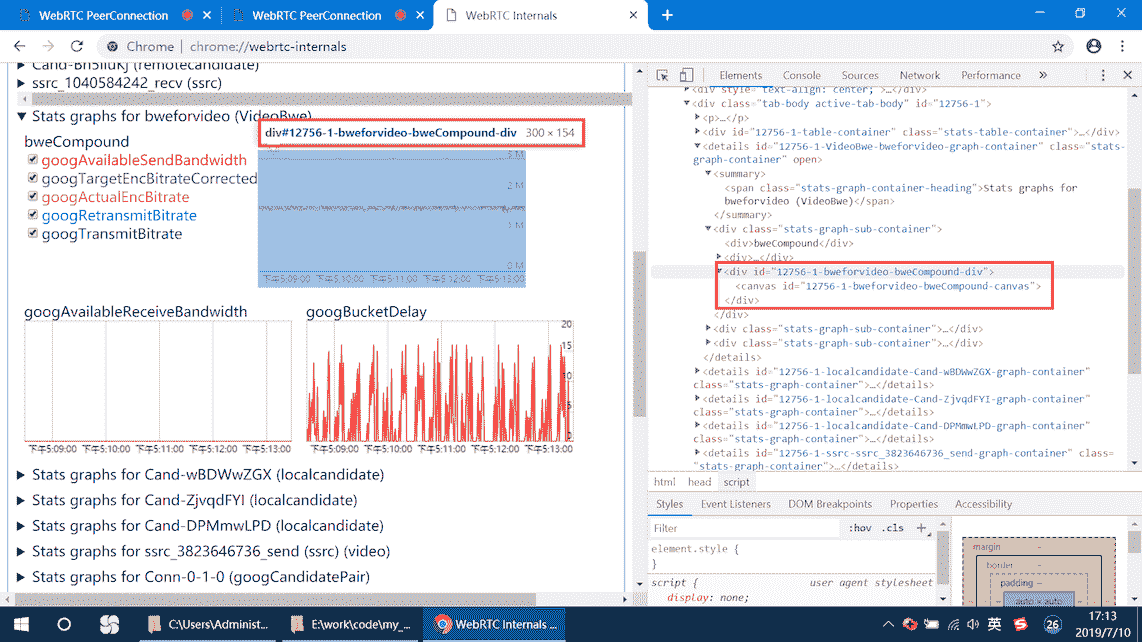 WebRTC PeerConnection
WebRTC PeerConnection
WebRTC Internals
Chrome | chrome://webrtc-internals
Cand-Bh5IluKj (remotecandidate)
ssrc_1040584242_recv (ssrc)
Stats graphs for bweforvideo (VideoBwe)
div#12756-1-bweforvideo-bweCompound-div 300 × 154
bweCompound
googAvailableSendBandwidth
googTargetEncBitrateCorrected
googActualEncBitrate
googRetransmitBitrate
googTransmitBitrate
3 M
2 M
1 M
0 M
下午5:09:00 下午5:10:00 下午5:11:00 下午5:12:00 下午5:13:00
googAvailableReceiveBandwidth
下午5:09:00 下午5:10:00 下午5:11:00 下午5:12:00 下午5:13:00
googBucketDelay
20
15
10
5
0
下午5:09:00 下午5:10:00 下午5:11:00 下午5:12:00 下午5:13:00
Stats graphs for Cand-wBDWwZGX (localcandidate)
Stats graphs for Cand-ZjvqdFYI (localcandidate)
Stats graphs for Cand-DPMmwLPD (localcandidate)
Stats graphs for ssrc_3823646736_send (ssrc) (video)
Stats graphs for Conn-0-1-0 (googCandidatePair)
Elements Console Sources Network Performance »
<div style="text-align: center;">…</div>
<div class="tab-body active-tab-body" id="12756-1">
<p>…</p>
<div id="12756-1-table-container" class="stats-table-container">…</div>
<details id="12756-1-VideoBwe-bweforvideo-graph-container" class="stats-
graph-container" open>
<summary>
<span class="stats-graph-container-heading">Stats graphs for
bweforvideo (VideoBwe)</span>
</summary>
<div class="stats-graph-sub-container">
<div>bweCompound</div>
<div>…</div>
<div id="12756-1-bweforvideo-bweCompound-div">
<canvas id="12756-1-bweforvideo-bweCompound-canvas">
</div>
</div>
<div class="stats-graph-sub-container">…</div>
<div class="stats-graph-sub-container">…</div>
</details>
<details id="12756-1-localcandidate-Cand-wBDWwZGX-graph-container"
class="stats-graph-container">…</details>
<details id="12756-1-localcandidate-Cand-ZjvqdFYI-graph-container"
class="stats-graph-container">…</details>
<details id="12756-1-localcandidate-Cand-DPMmwLPD-graph-container"
class="stats-graph-container">…</details>
<details id="12756-1-ssrc-ssrc_3823646736_send-graph-container" class=
"stats-graph-container">…</details>
html head script
Styles Event Listeners DOM Breakpoints Properties Accessibility
Filter :hov .cls +
element.style {
}
script { user agent stylesheet
display: none;
margin -
border -
padding -
auto × auto
C:\Users\Administ...
E:\work\code\my_...
WebRTC Internals ...
英
26
17:13
2019/7/10